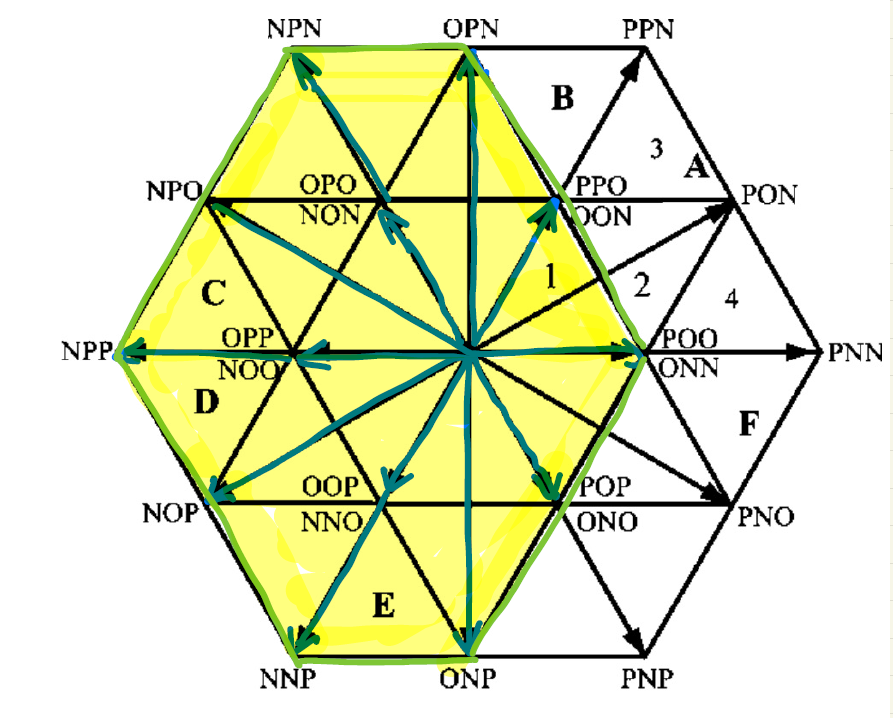 NPN OPN PPN
B
3 A
NPO OPO PPO PON
NON OON
C 1 2 4
NPP OPP POO PNN
NOO ONN
D F
NOP OOP POP PNO
NNO ONO
E
NNP ONP PNP